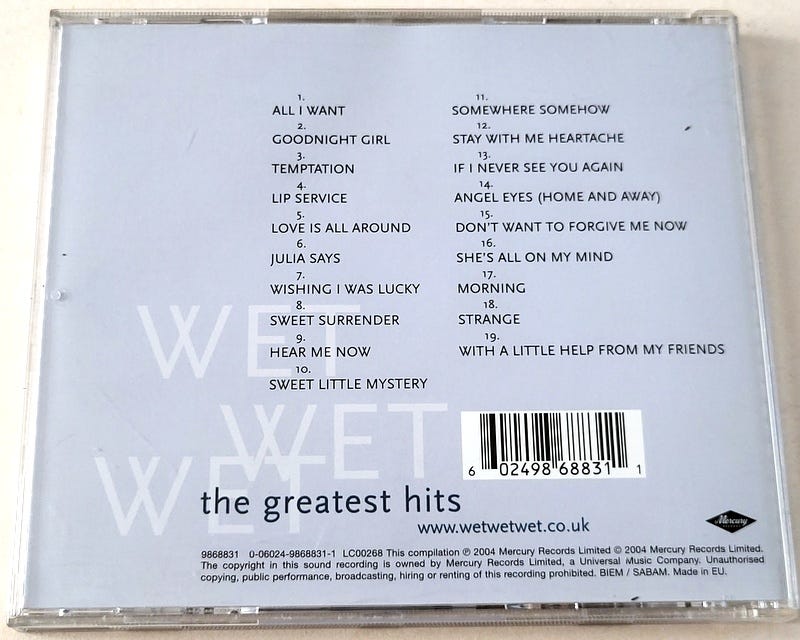 1.
ALL I WANT
2.
GOODNIGHT GIRL
3.
TEMPTATION
4.
LIP SERVICE
5.
LOVE IS ALL AROUND
6.
JULIA SAYS
7.
WISHING I WAS LUCKY
8.
SWEET SURRENDER
9.
HEAR ME NOW
10.
SWEET LITTLE MYSTERY
11.
SOMEWHERE SOMEHOW
12.
STAY WITH ME HEARTACHE
13.
IF I NEVER SEE YOU AGAIN
14.
ANGEL EYES (HOME AND AWAY)
15.
DON'T WANT TO FORGIVE ME NOW
16.
SHE'S ALL ON MY MIND
17.
MORNING
18.
STRANGE
19.
WITH A LITTLE HELP FROM MY FRIENDS
WET
WET
WET
6 02498 68831 1
the greatest hits
www.wetwetwet.co.uk
Mercury
9868831 0-06024-9868831-1 LC00268 This compilation ℗ 2004 Mercury Records Limited © 2004 Mercury Records Limited.
The copyright in this sound recording is owned by Mercury Records Limited, a Universal Music Company. Unauthorised
copying, public performance, broadcasting, hiring or renting of this recording prohibited. BIEM / SABAM. Made in EU.